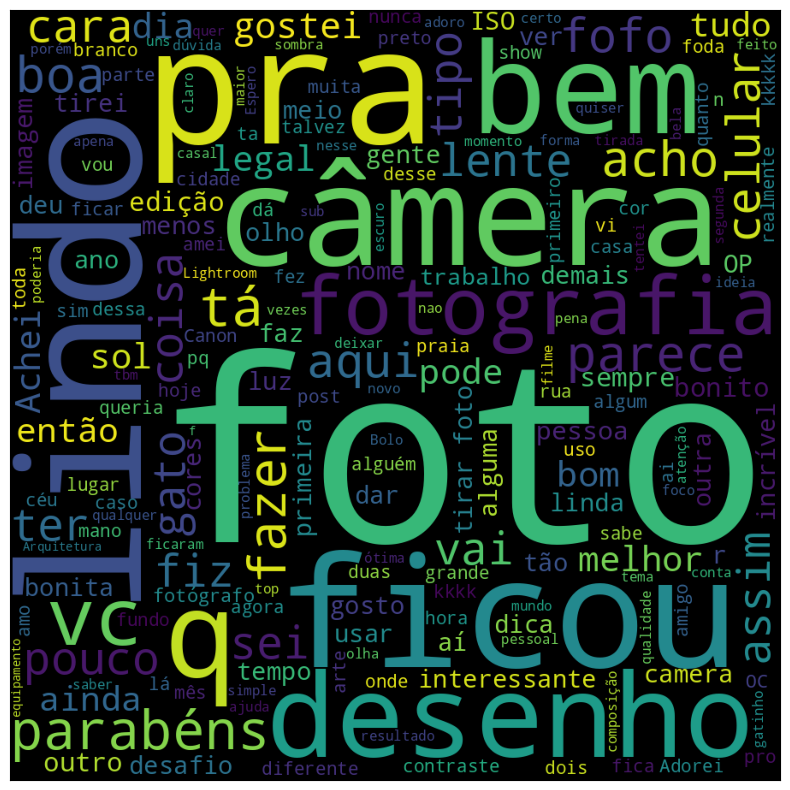 cara
dia
gostei
ISO
ver
nunca
adoro
quer
certo
uns
tudo
porém
branco
dúvida
sombra
preto
fofo
foda
feito
boa
parte
claro
maior
Espero
muita
show
tipo
n
quanto
kkkkk
imagem
tirei
pra
meio
bem
quiser
celular
apena
ta
talvez
nesse
momento
forma
tirada
bela
vou
casal
legal
gente
desse
lente
acho
realmente
lindo
cidade
deu
ficar
edição
dá
sub
escuro
câmera
primeiro
cor
vi
tentei
segunda
menos
amei
olho
casa
OP
ano
toda
poderia
coisa
Lightroom
nome
trabalho
demais
ideia
fez
sim
dessa
tá
vezes
fotografia
nao
pena
Achei
sol
Canon
faz
deixar
praia
filme
parece
pq
aqui
pode
sempre
bonito
tbm
hoje
luz
post
novo
rua
algum
queria
então
gato
cores
f
foto
Bolo
pessoa
uso
ai
atenção
outra
incrível
céu
mano
lugar
caso
qualquer
fazer
problema
primeira
alguém
dar
tirar foto
alguma
bom
foco
linda
ter
Arquitetura
ficaram
vai
sabe
bonita
fiz
ótima
tão
melhor
r
amo
vc
fundo
fotógrafo
top
agora
duas
kkkk
grande
tema
conta
assim
q
gosto
hora
ficou
mundo
pessoal
qualidade
amigo
pouco
sei
usar
olha
aí
dica
equipamento
ainda
lá
tempo
arte
onde
interessante
camera
oc
saber
mês
simple
ajuda
parabéns
desenho
resultado
composição
gatinho
outro
desafio
diferente
contraste
dois
fica
Adorei
pro